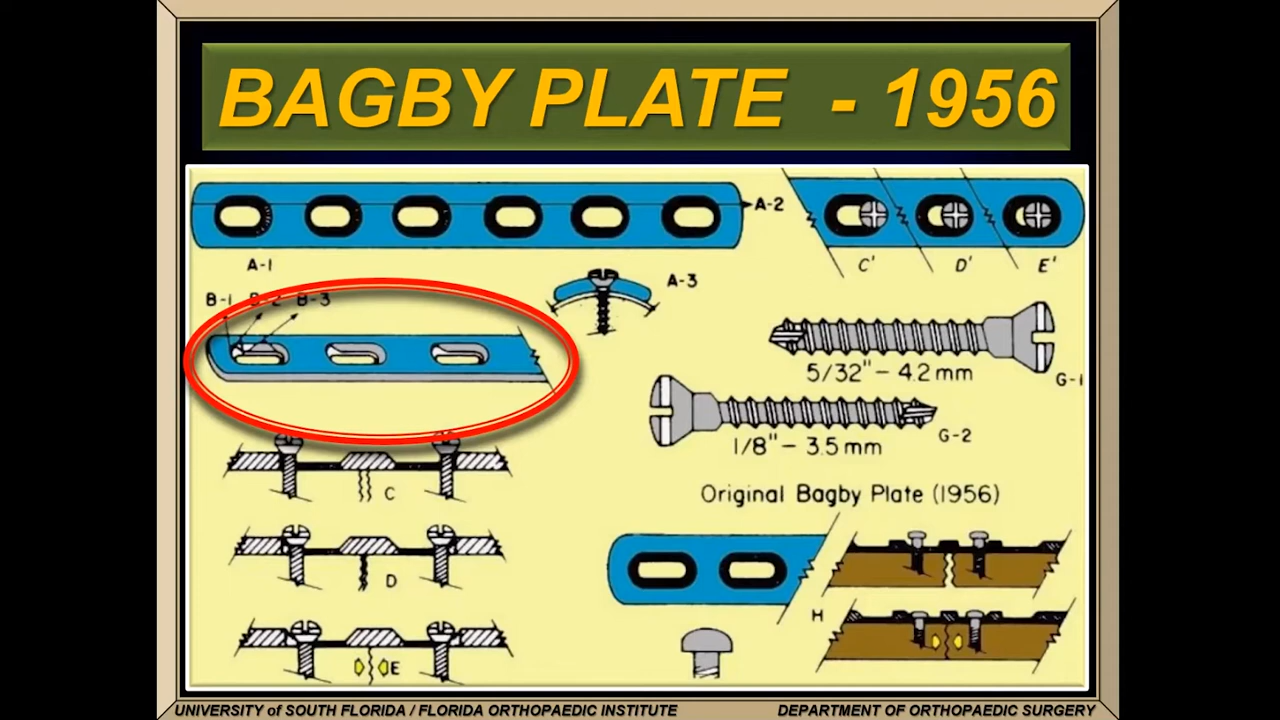 BAGBY PLATE - 1956
A-2
A-1
C' D' E'
A-3
B-1 B-2 B-3
5/32" – 4.2 mm
G-1
1/8" – 3.5 mm
G-2
C
Original Bagby Plate (1956)
D
H
E
UNIVERSITY of SOUTH FLORIDA / FLORIDA ORTHOPAEDIC INSTITUTE
DEPARTMENT OF ORTHOPAEDIC SURGERY